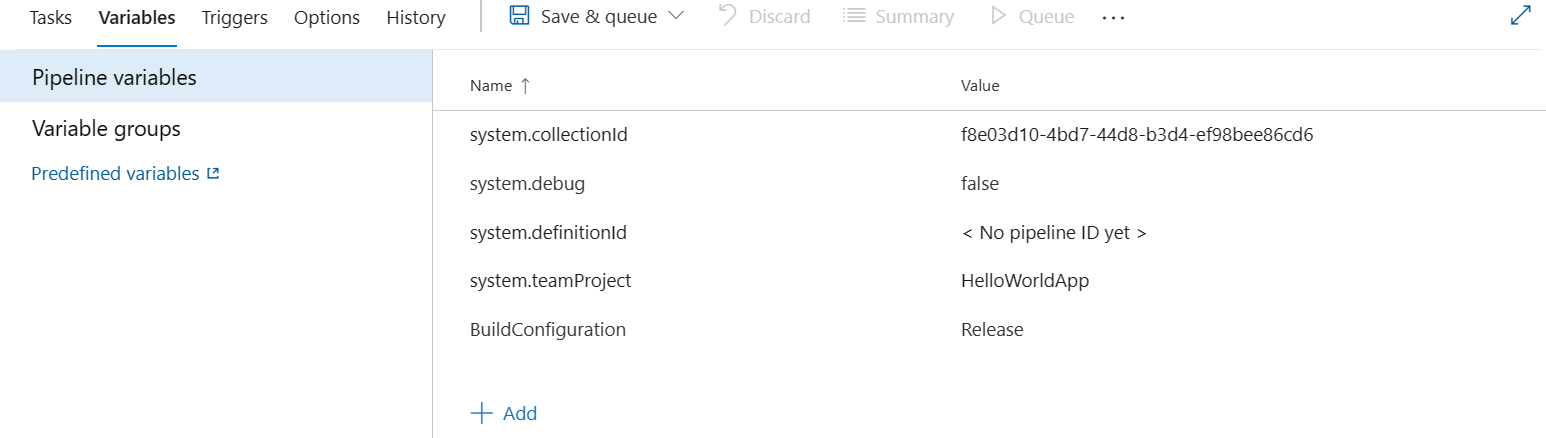 Tasks Variables Triggers Options History Save & queue Discard Summary Queue ...
Pipeline variables
Variable groups
Predefined variables
Name ↑ Value
system.collectionId f8e03d10-4bd7-44d8-b3d4-ef98bee86cd6
system.debug false
system.definitionId < No pipeline ID yet >
system.teamProject HelloWorldApp
BuildConfiguration Release
+ Add